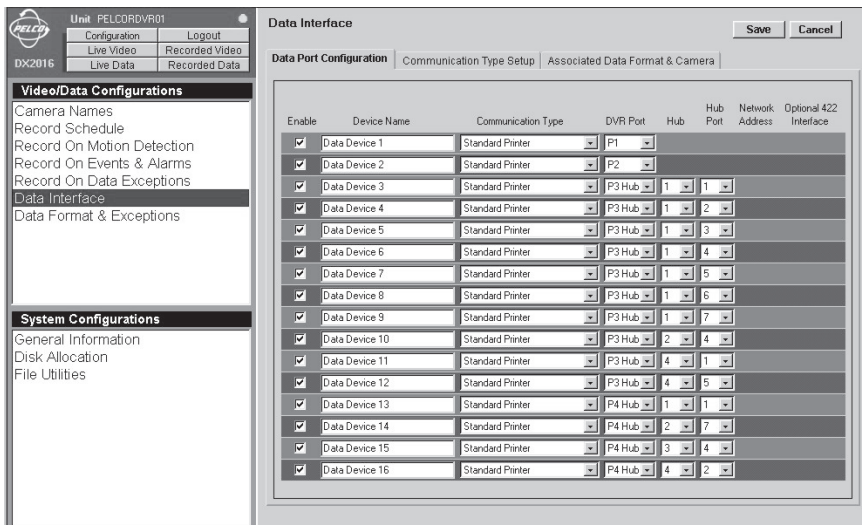 PELCO
Unit PELCORDVR01
Configuration Logout
Live Video Recorded Video
DX2016 Live Data Recorded Data
Video/Data Configurations
Camera Names
Record Schedule
Record On Motion Detection
Record On Events & Alarms
Record On Data Exceptions
Data Interface
Data Format & Exceptions
System Configurations
General Information
Disk Allocation
File Utilities
Data Interface
Save Cancel
Data Port Configuration Communication Type Setup Associated Data Format & Camera
Enable Device Name Communication Type DVR Port Hub Hub Port Network Address Optional 422 Interface
Data Device 1 Standard Printer P1
Data Device 2 Standard Printer P2
Data Device 3 Standard Printer P3 Hub 1 1
Data Device 4 Standard Printer P3 Hub 1 2
Data Device 5 Standard Printer P3 Hub 1 3
Data Device 6 Standard Printer P3 Hub 1 4
Data Device 7 Standard Printer P3 Hub 1 5
Data Device 8 Standard Printer P3 Hub 1 6
Data Device 9 Standard Printer P3 Hub 1 7
Data Device 10 Standard Printer P3 Hub 2 4
Data Device 11 Standard Printer P3 Hub 4 1
Data Device 12 Standard Printer P3 Hub 4 5
Data Device 13 Standard Printer P4 Hub 1 1
Data Device 14 Standard Printer P4 Hub 2 7
Data Device 15 Standard Printer P4 Hub 3 4
Data Device 16 Standard Printer P4 Hub 4 2